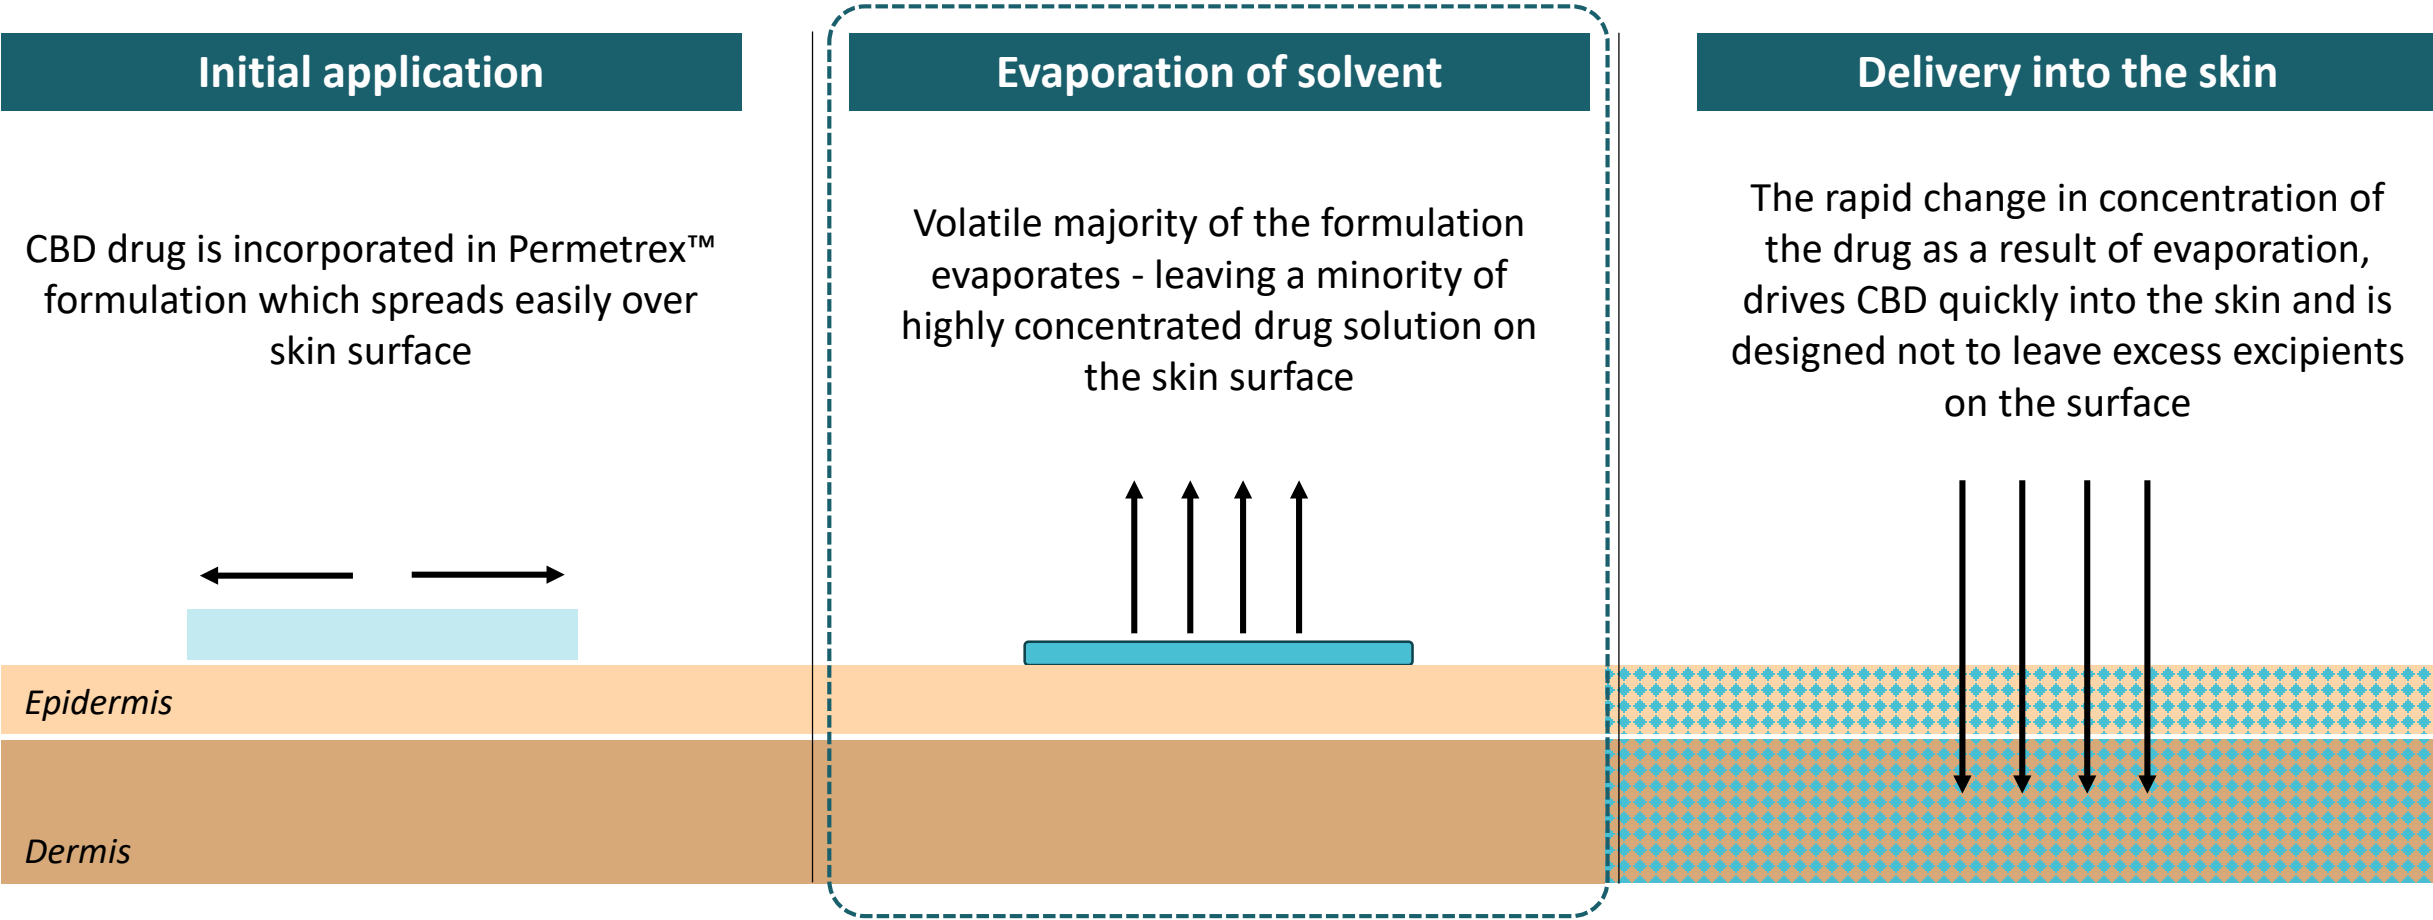 Initial application
CBD drug is incorporated in Permetrex™
formulation which spreads easily over
skin surface
Evaporation of solvent
Volatile majority of the formulation
evaporates - leaving a minority of
highly concentrated drug solution on
the skin surface
Delivery into the skin
The rapid change in concentration of
the drug as a result of evaporation,
drives CBD quickly into the skin and is
designed not to leave excess excipients
on the surface
Epidermis
Dermis